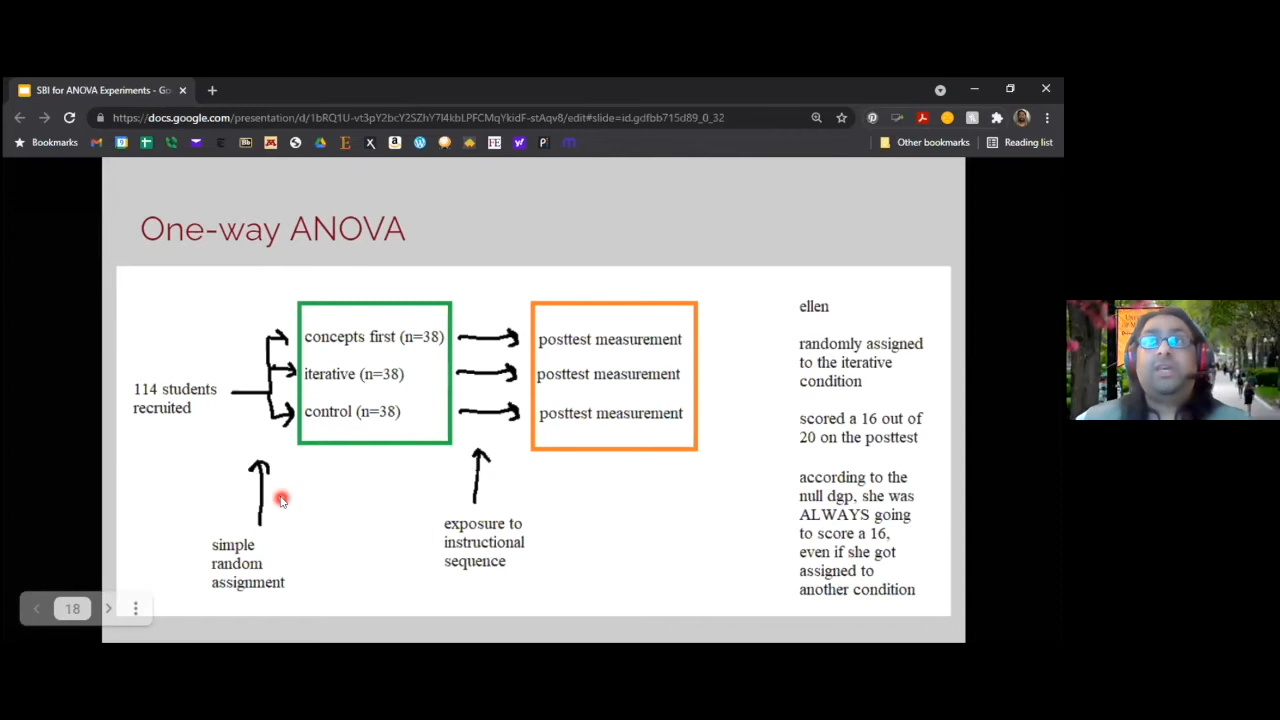 SBI for ANOVA Experiments - Go
https://docs.google.com/presentation/d/1bRQ1U-vt3pY2bcY2SZhY7l4kbLPFCMqYkidF-stAqv8/edit#slide=id.gdfbb715d89_0_32
Bookmarks
Other bookmarks
Reading list
One-way ANOVA
114 students
recruited
concepts first (n=38)
iterative (n=38)
control (n=38)
posttest measurement
posttest measurement
posttest measurement
simple
random
assignment
exposure to
instructional
sequence
ellen
randomly assigned
to the iterative
condition
scored a 16 out of
20 on the posttest
according to the
null dgp, she was
ALWAYS going
to score a 16,
even if she got
assigned to
another condition
18